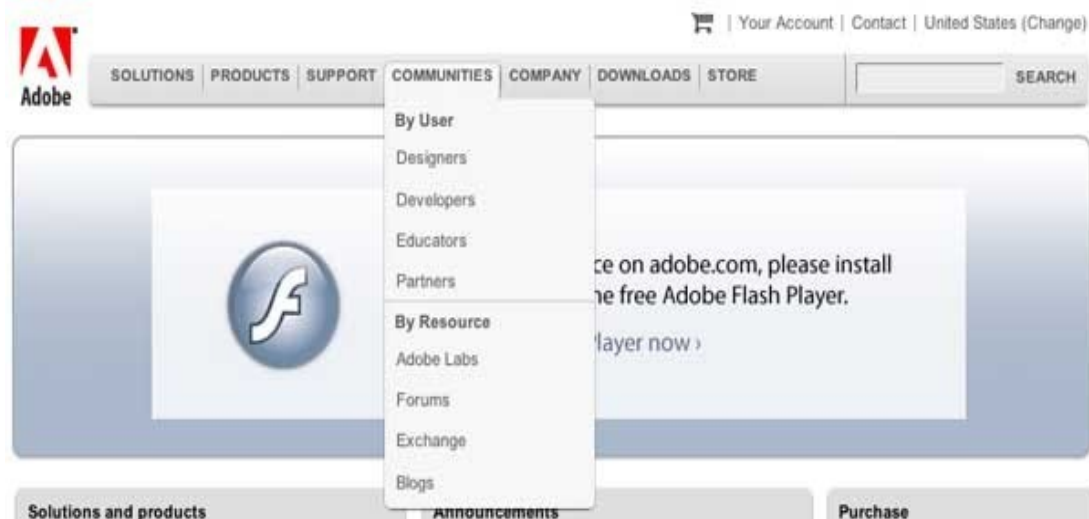 | Your Account | Contact | United States (Change)
Adobe
SOLUTIONS | PRODUCTS | SUPPORT | COMMUNITIES | COMPANY | DOWNLOADS | STORE
SEARCH
By User
Designers
Developers
Educators
Partners
By Resource
Adobe Labs
Forums
Exchange
Blogs
ce on adobe.com, please install
free Adobe Flash Player.
now ›
Solutions and products
Announcements
Purchase